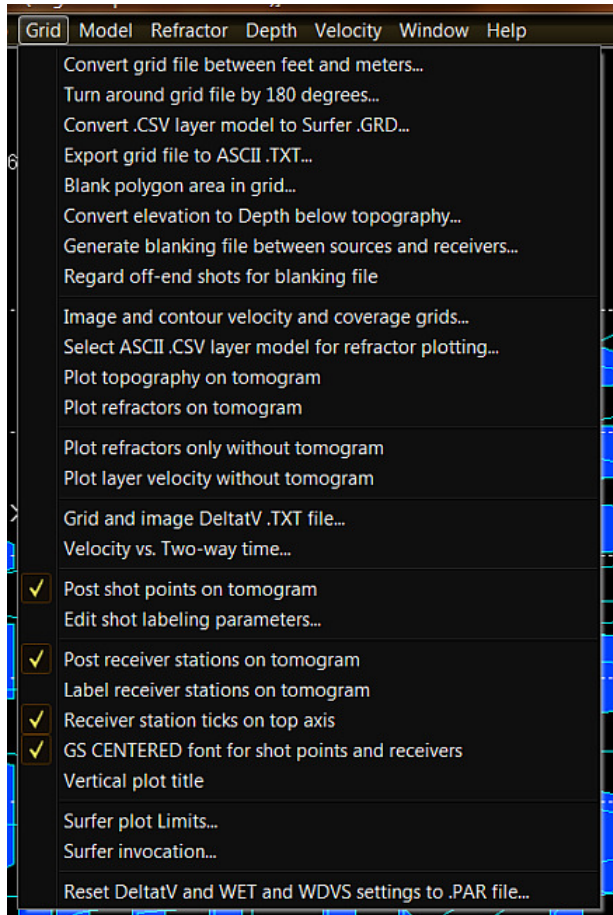 Grid Model Refractor Depth Velocity Window Help
Convert grid file between feet and meters...
Turn around grid file by 180 degrees...
Convert .CSV layer model to Surfer .GRD...
Export grid file to ASCII .TXT...
Blank polygon area in grid...
Convert elevation to Depth below topography...
Generate blanking file between sources and receivers...
Regard off-end shots for blanking file
Image and contour velocity and coverage grids...
Select ASCII .CSV layer model for refractor plotting...
Plot topography on tomogram
Plot refractors on tomogram
Plot refractors only without tomogram
Plot layer velocity without tomogram
Grid and image DeltatV .TXT file...
Velocity vs. Two-way time...
Post shot points on tomogram
Edit shot labeling parameters...
Post receiver stations on tomogram
Label receiver stations on tomogram
Receiver station ticks on top axis
GS CENTERED font for shot points and receivers
Vertical plot title
Surfer plot Limits...
Surfer invocation...
Reset DeltatV and WET and WDVS settings to .PAR file...